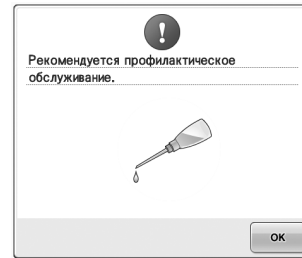 Рекомендуется профилактическое
обслуживание.
OK